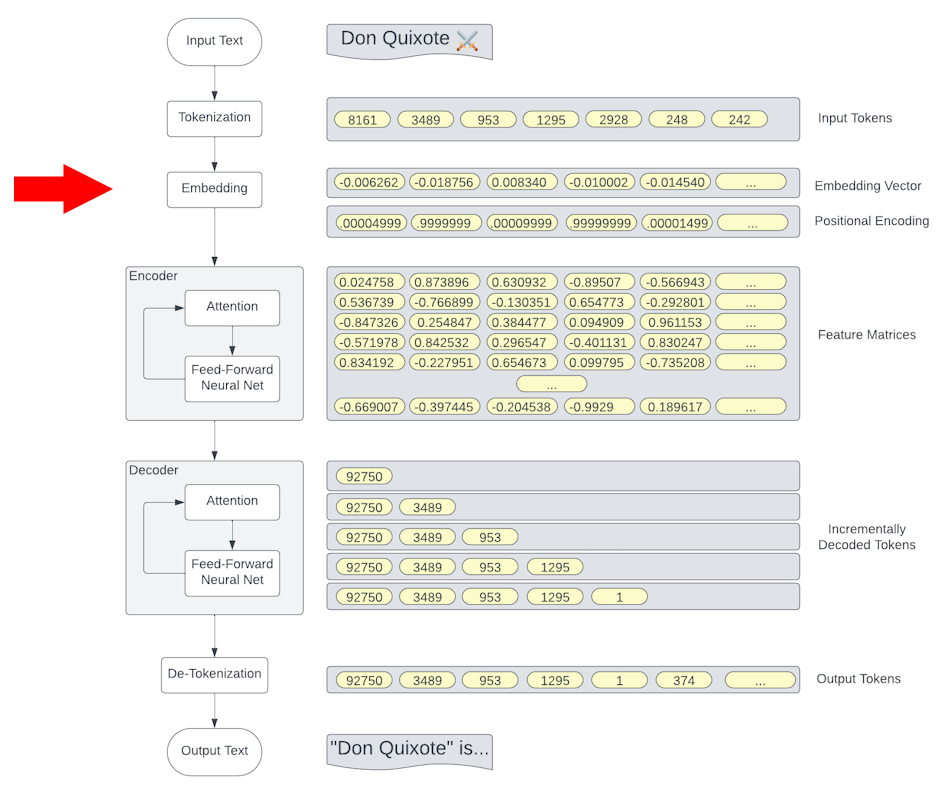 Input Text
Don Quixote ⚔️
Tokenization
8161 3489 953 1295 2928 248 242
Input Tokens
Embedding
-0.006262 -0.018756 0.008340 -0.010002 -0.014540 ...
Embedding Vector
.00004999 .9999999 .00009999 .99999999 .00001499 ...
Positional Encoding
Encoder
Attention
Feed-Forward
Neural Net
0.024758 0.873896 0.630932 -0.89507 -0.566943 ...
0.536739 -0.766899 -0.130351 0.654773 -0.292801 ...
-0.847326 0.254847 0.384477 0.094909 0.961153 ...
-0.571978 0.842532 0.296547 -0.401131 0.830247 ...
0.834192 -0.227951 0.654673 0.099795 -0.735208 ...
...
-0.669007 -0.397445 -0.204538 -0.9929 0.189617 ...
Feature Matrices
Decoder
Attention
Feed-Forward
Neural Net
92750
92750 3489
92750 3489 953
92750 3489 953 1295
92750 3489 953 1295 1
Incrementally
Decoded Tokens
De-Tokenization
92750 3489 953 1295 1 374 ...
Output Tokens
Output Text
"Don Quixote" is...